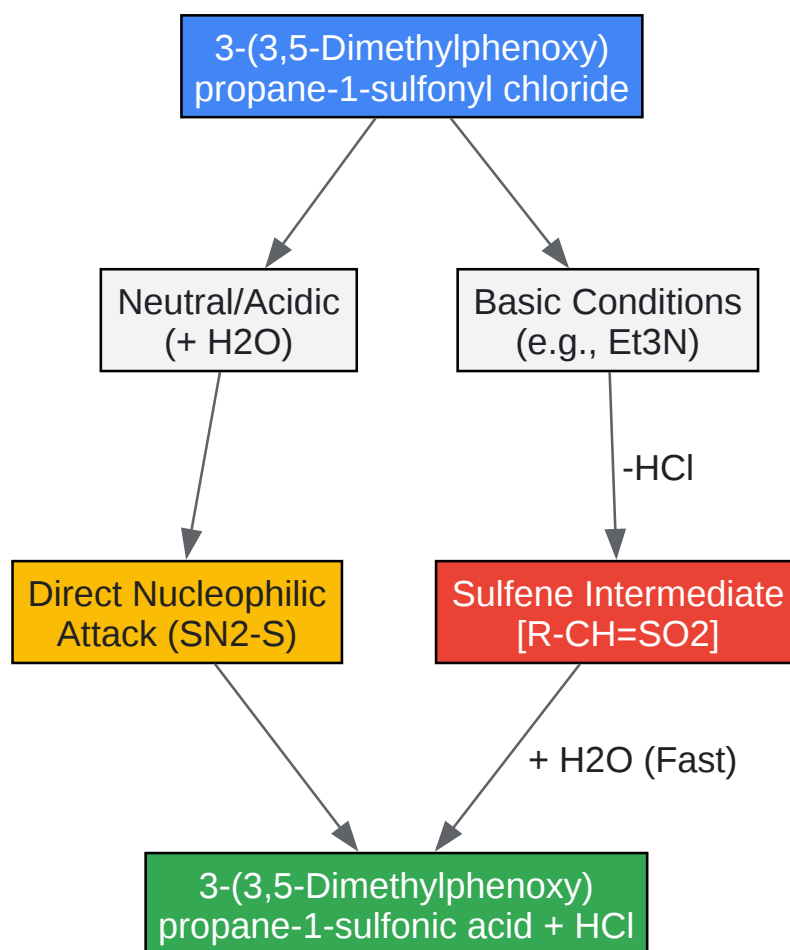 3-(3,5-Dimethylphenoxy)
propane-1-sulfonyl chloride
Neutral/Acidic
(+ H2O)
Basic Conditions
(e.g., Et3N)
-HCl
Direct Nucleophilic
Attack (SN2-S)
Sulfene Intermediate
[R-CH=SO2]
+ H2O (Fast)
3-(3,5-Dimethylphenoxy)
propane-1-sulfonic acid + HCl